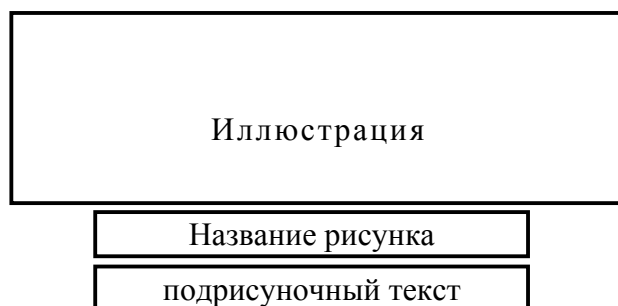 Иллюстрация
Название рисунка
подрисуночный текст